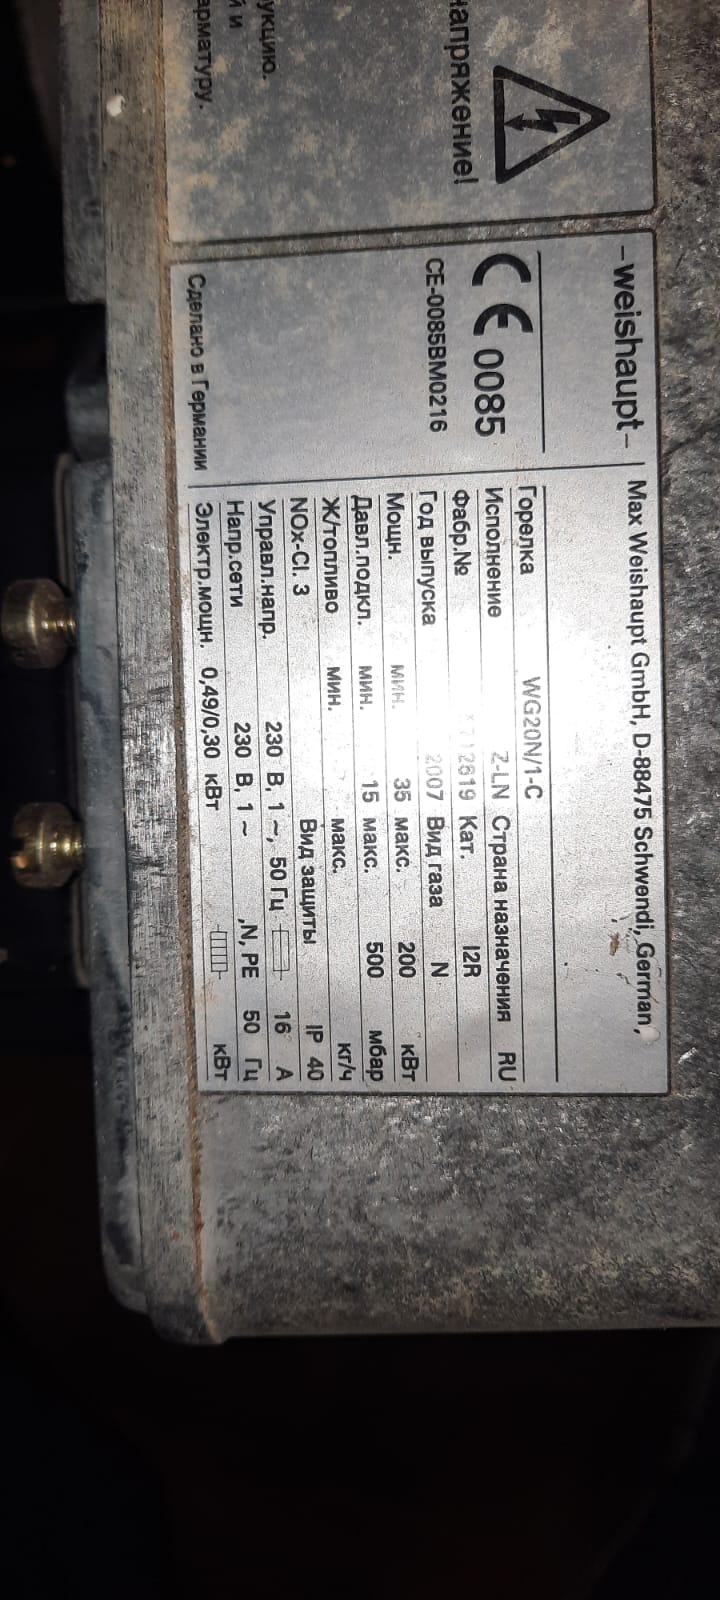 укцию.
й и
арматуру.
напряжение!
-weishaupt- Max Weishaupt GmbH, D-88475 Schwendi, German,
CE 0085
CE-0085BM0216
Сделано в Германии
Горелка WG20N/1-C
Исполнение Z-LN Страна назначения RU
Фабр.№ 712619 Кат. I2R
Год выпуска 2007 Вид газа N
Мощн. мин. 35 макс. 200 кВт
Давл.подкл. мин. 15 макс. 500 мбар
Ж/топливо мин. макс. кг/ч
NOx-Cl. 3 Вид защиты IP 40
Управл.напр. 230 В, 1 ~, 50 Гц 16 А
Напр.сети 230 В, 1 ~ ,N, PE 50 Гц
Электр.мощн. 0,49/0,30 кВт кВт